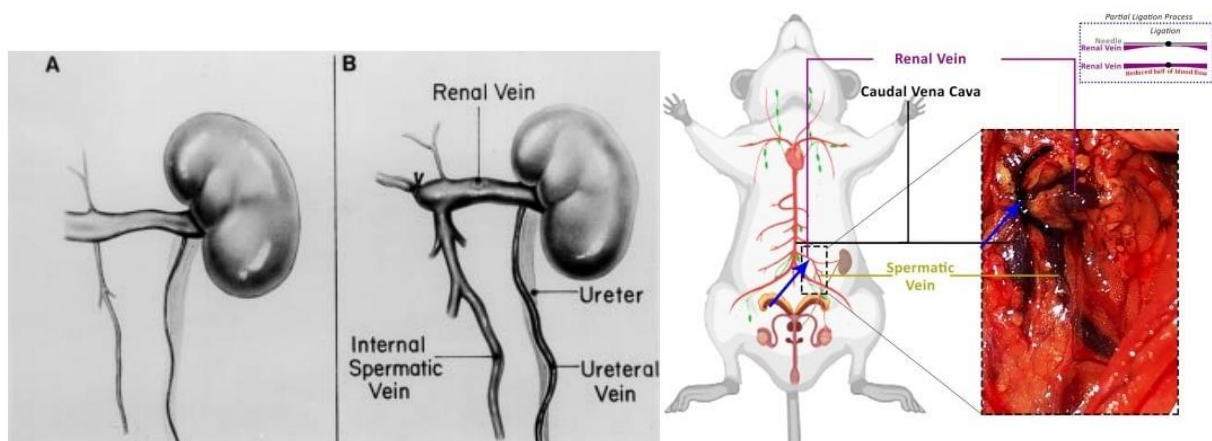 A
B
Renal Vein
Internal
Spermatic
Vein
Ureter
Ureteral Vein
Renal Vein
Caudal Vena Cava
Spermatic
Vein
Partial Ligation Process
Ligation
Needle
Renal Vein
Renal Vein
Reduced half of blood flow